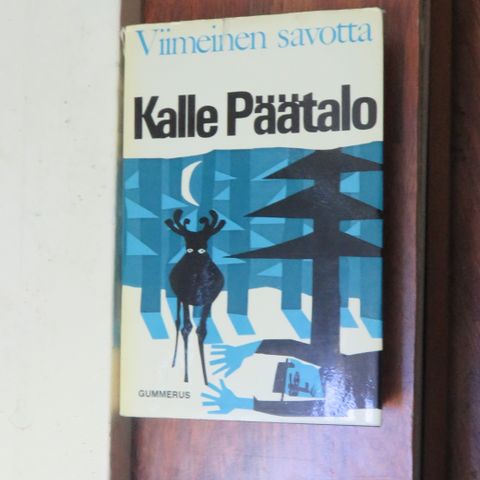 Viimeinen savotta
Kalle Päätalo
GUMMERUS